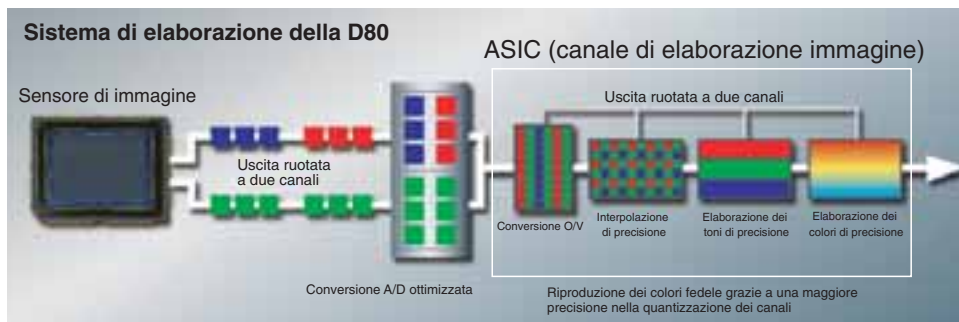 Sistema di elaborazione della D80
ASIC (canale di elaborazione immagine)
Sensore di immagine
Uscita ruotata a due canali
Uscita ruotata
a due canali
Conversione O/V
Interpolazione
di precisione
Elaborazione dei
toni di precisione
Elaborazione dei
colori di precisione
Conversione A/D ottimizzata
Riproduzione dei colori fedele grazie a una maggiore
precisione nella quantizzazione dei canali